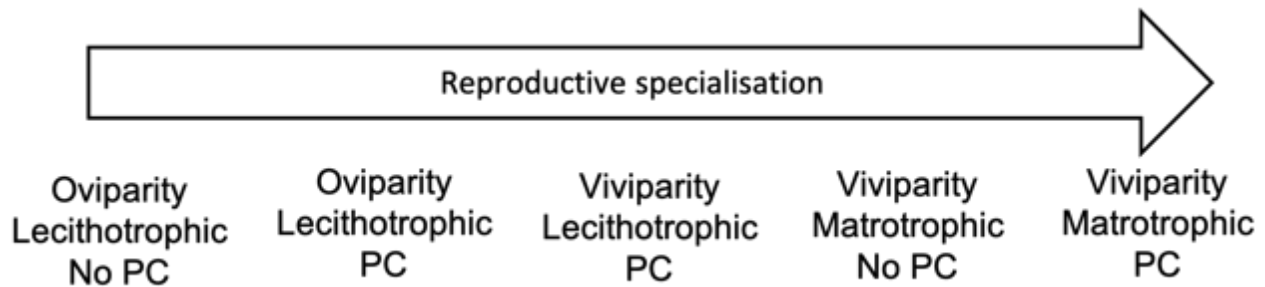 Reproductive specialisation
Oviparity
Lecithotrophic
No PC
Oviparity
Lecithotrophic
PC
Viviparity
Lecithotrophic
PC
Viviparity
Matrotrophic
No PC
Viviparity
Matrotrophic
PC